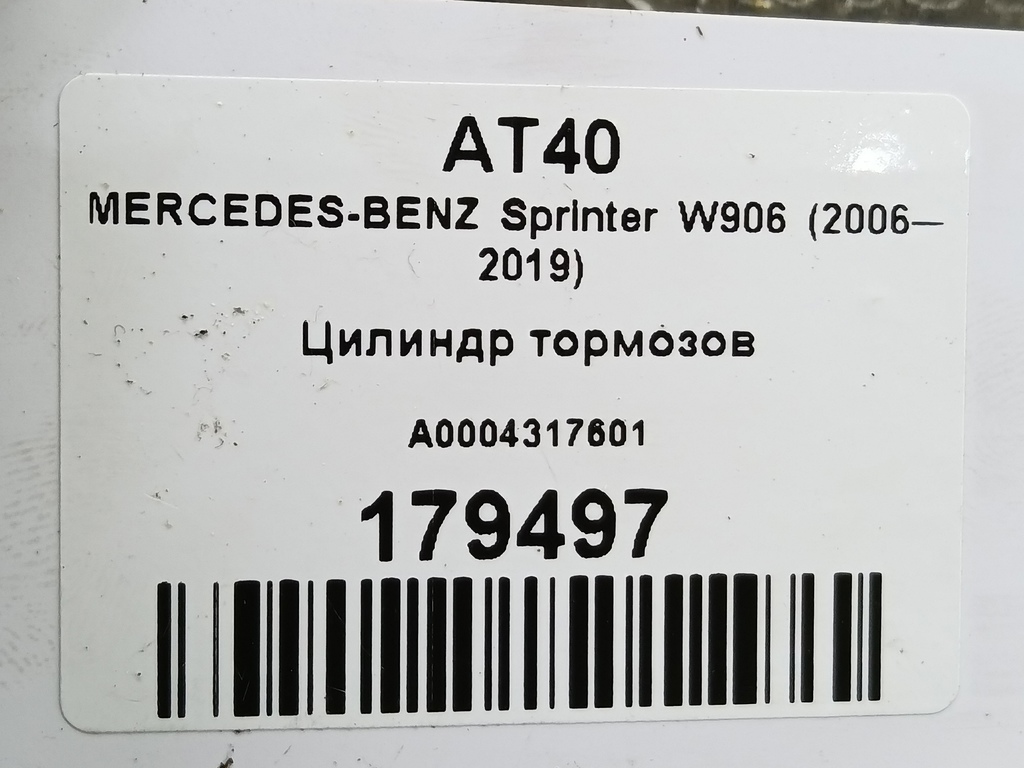 AT40
MERCEDES-BENZ Sprinter W906 (2006—
2019)
Цилиндр тормозов
A0004317601
179497